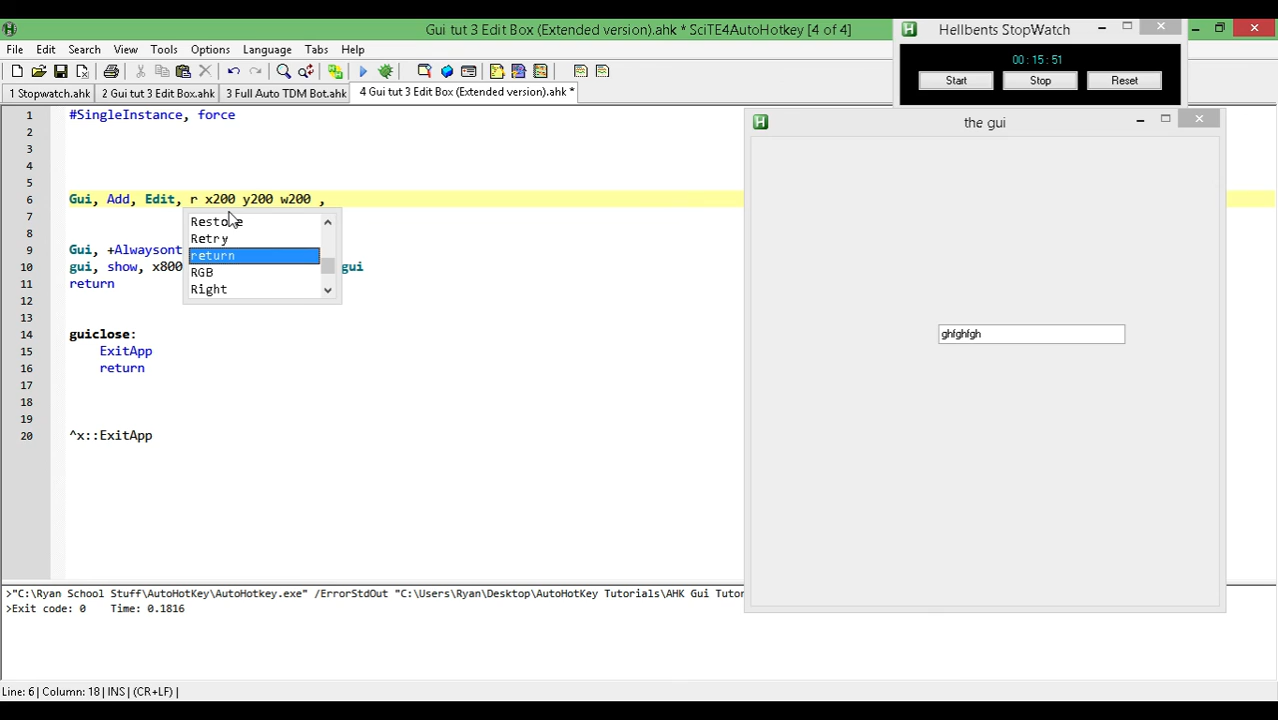 Gui tut 3 Edit Box (Extended version).ahk * SciTE4AutoHotkey [4 of 4]
Hellbents StopWatch
File Edit Search View Tools Options Language Tabs Help
00 : 15 : 51
Start Stop Reset
1 Stopwatch.ahk 2 Gui tut 3 Edit Box.ahk 3 Full Auto TDM Bot.ahk 4 Gui tut 3 Edit Box (Extended version).ahk *
the gui
1 #SingleInstance, force
2
3
4
5
6 Gui, Add, Edit, r x200 y200 w200 ,
7
8
9 Gui, +Alwaysont
10 gui, show, x800 gui
11 return
12
13
14 guiclose:
15 ExitApp
16 return
17
18
19
20 ^x::ExitApp
Restore
Retry
return
RGB
Right
ghfghfgh
>"C:\Ryan School Stuff\AutoHotKey\AutoHotkey.exe" /ErrorStdOut "C:\Users\Ryan\Desktop\AutoHotKey Tutorials\AHK Gui Tutor
>Exit code: 0 Time: 0.1816
Line: 6 | Column: 18 | INS | (CR+LF) |